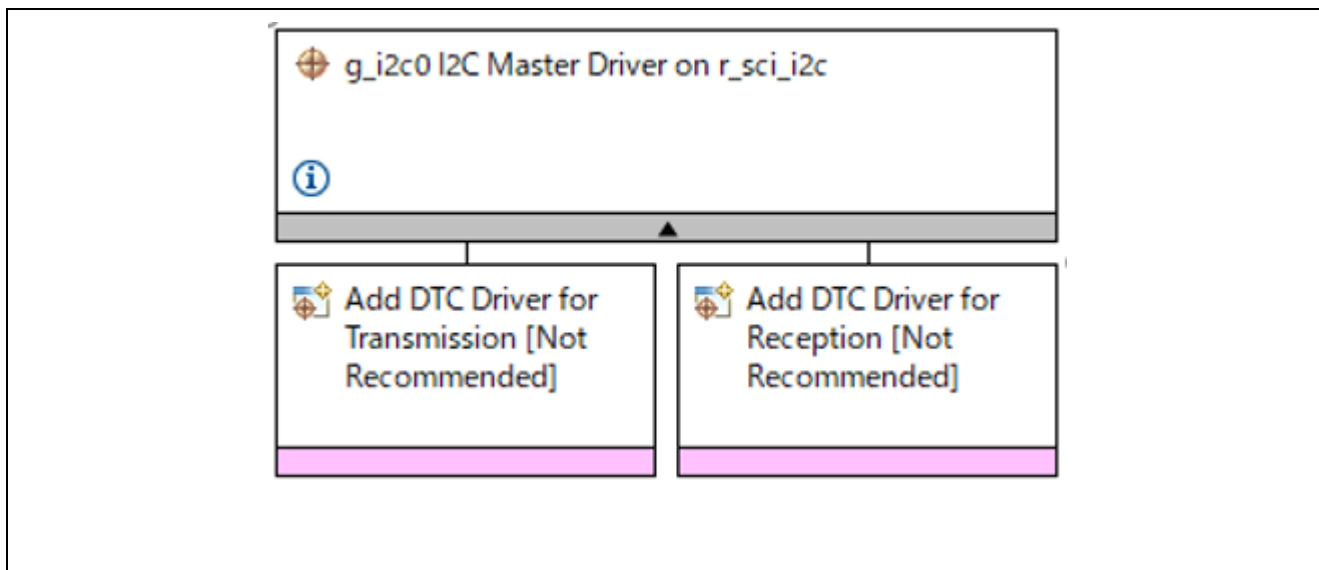 g_i2c0 I2C Master Driver on r_sci_i2c
Add DTC Driver for
Transmission [Not
Recommended]
Add DTC Driver for
Reception [Not
Recommended]